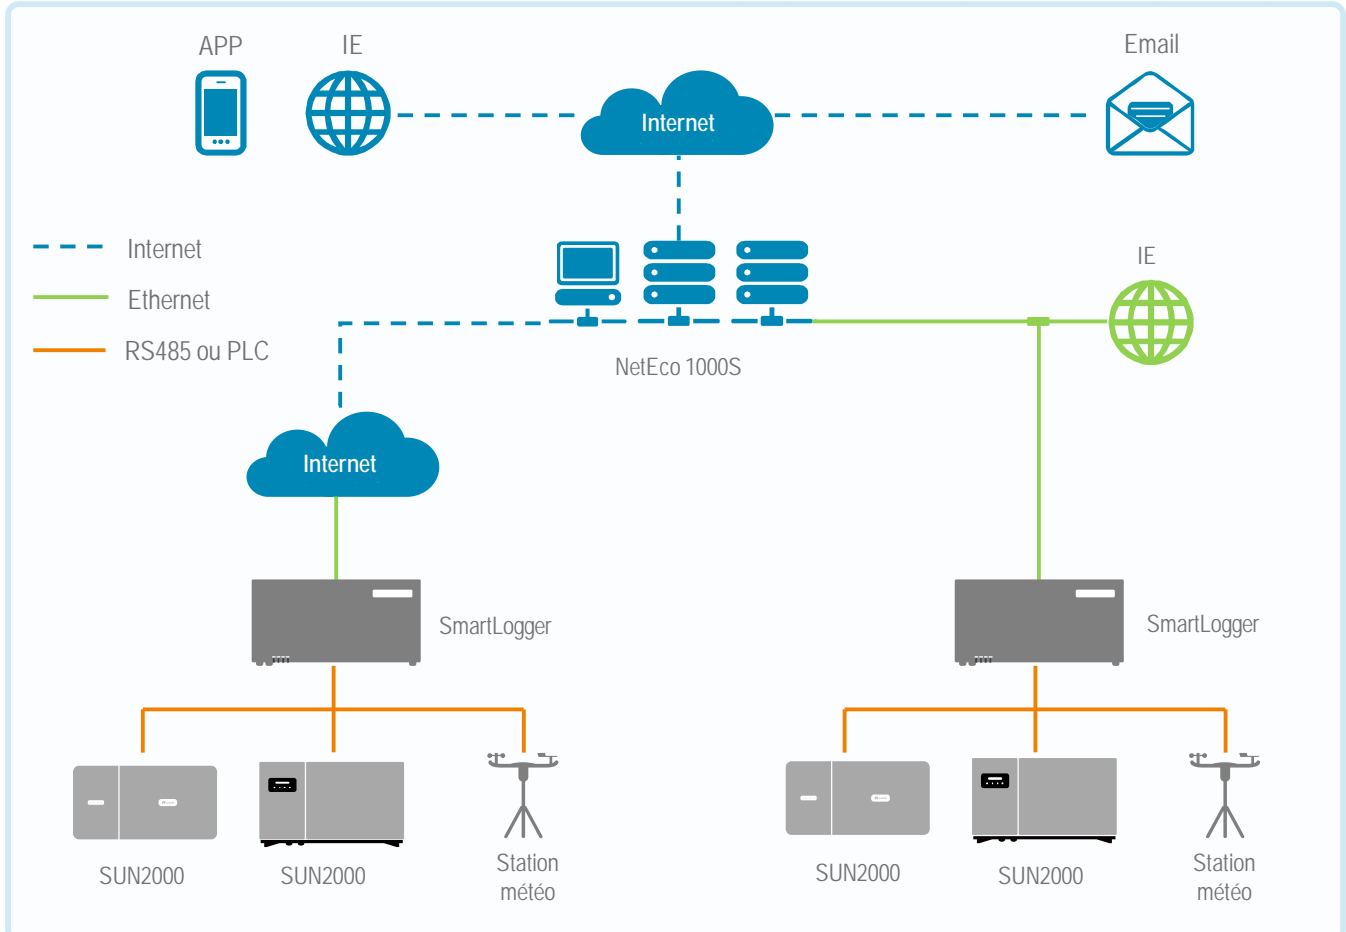 APP
IE
Email
Internet
Internet
Ethernet
RS485 ou PLC
IE
NetEco 1000S
Internet
SmartLogger
SmartLogger
SUN2000
SUN2000
Station
météo
SUN2000
SUN2000
Station
météo